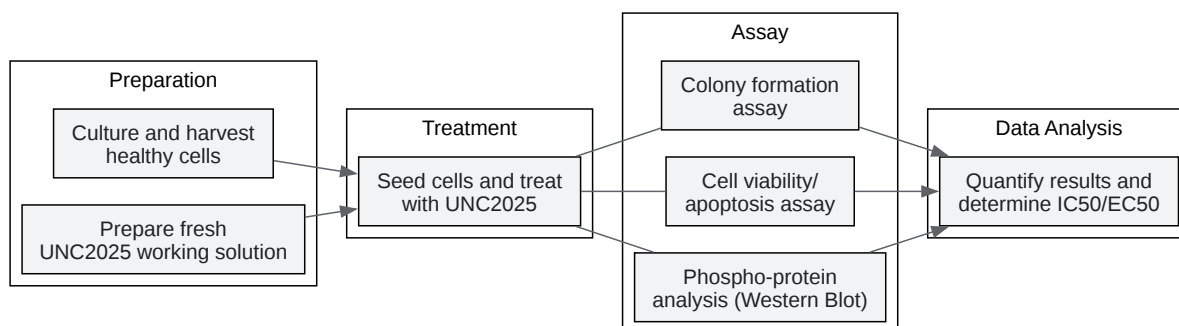 Preparation
Culture and harvest
healthy cells
Prepare fresh
UNC2025 working solution
Treatment
Seed cells and treat
with UNC2025
Assay
Colony formation
assay
Cell viability/
apoptosis assay
Phospho-protein
analysis (Western Blot)
Data Analysis
Quantify results and
determine IC50/EC50